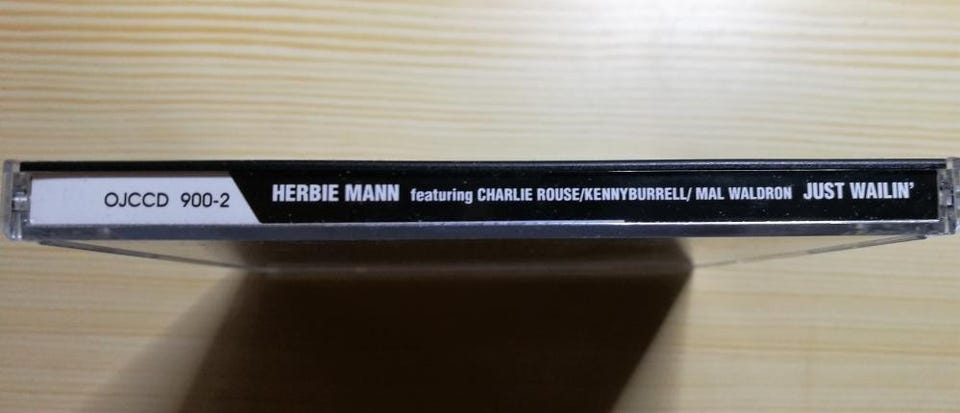 OJCCD 900-2 HERBIE MANN featuring CHARLIE ROUSE/KENNYBURRELL/ MAL WALDRON JUST WAILIN'